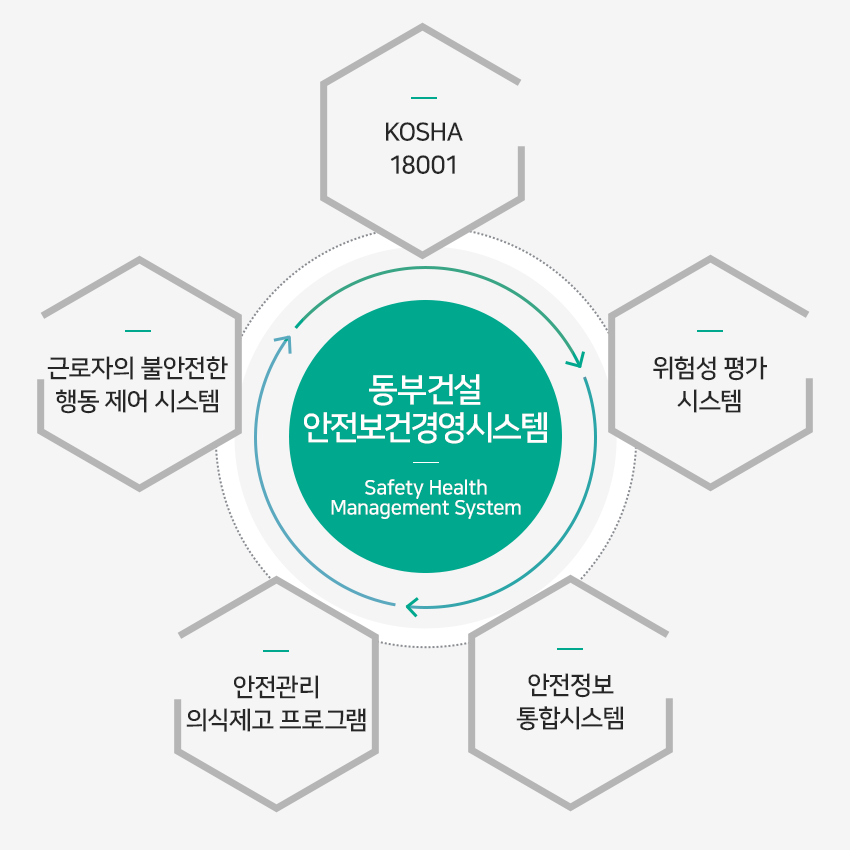 KOSHA
18001
근로자의 불안전한
행동 제어 시스템
위험성 평가
시스템
동부건설
안전보건경영시스템
Safety Health
Management System
안전관리
의식제고 프로그램
안전정보
통합시스템